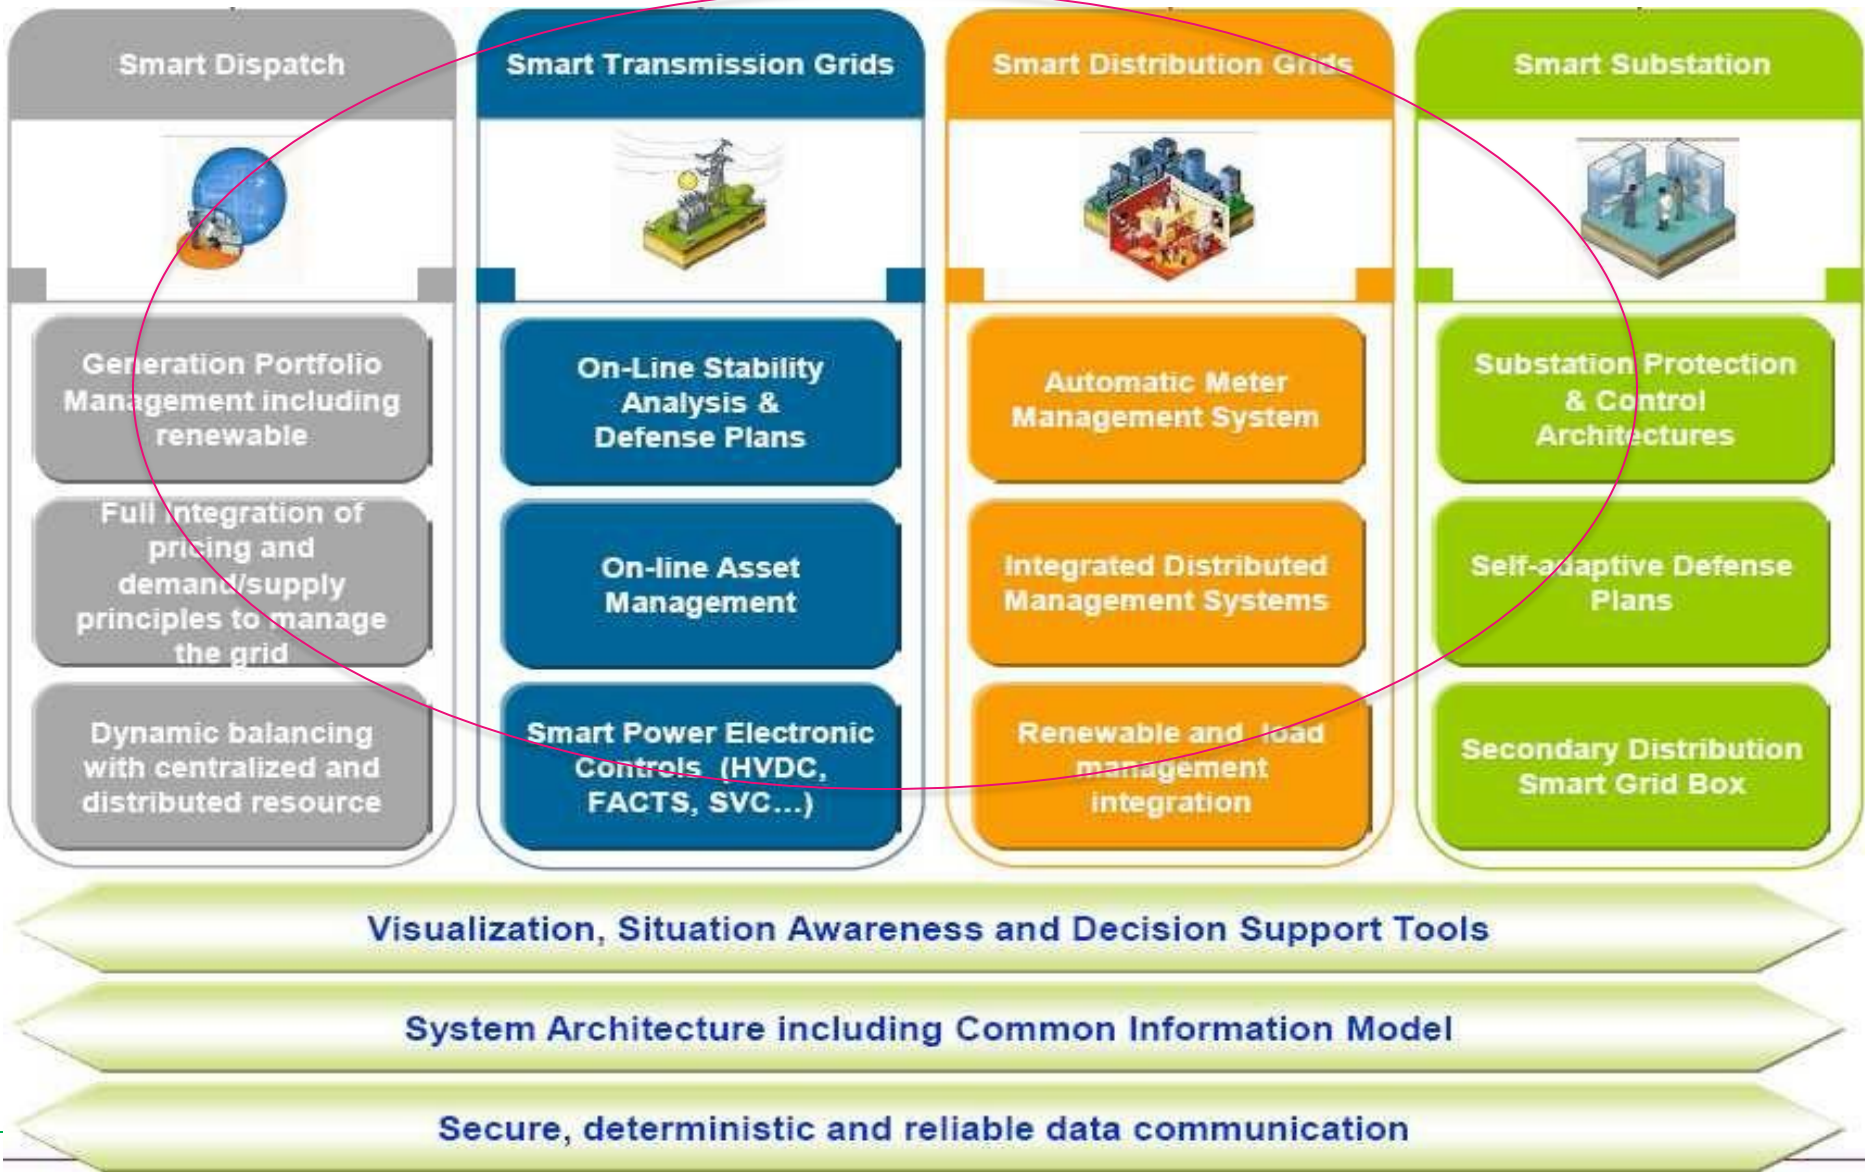 Smart Dispatch
Generation Portfolio
Management including
renewable
Full integration of
pricing and
demand/supply
principles to manage
the grid
Dynamic balancing
with centralized and
distributed resource
Smart Transmission Grids
On-Line Stability
Analysis &
Defense Plans
On-line Asset
Management
Smart Power Electronic
Controls (HVDC,
FACTS, SVC...)
Smart Distribution Grids
Automatic Meter
Management System
Integrated Distributed
Management Systems
Renewable and load
management
integration
Smart Substation
Substation Protection
& Control
Architectures
Self-adaptive Defense
Plans
Secondary Distribution
Smart Grid Box
Visualization, Situation Awareness and Decision Support Tools
System Architecture including Common Information Model
Secure, deterministic and reliable data communication